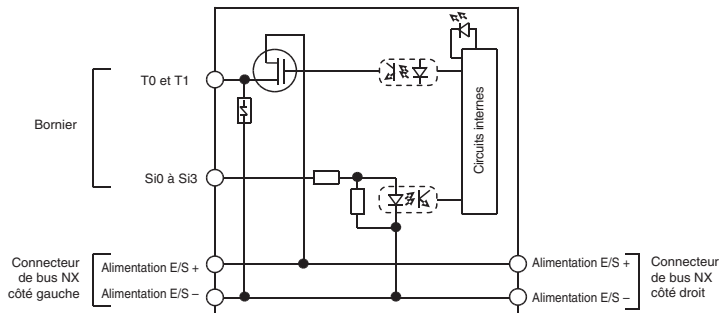 T0 et T1
Bornier
Circuits internes
Si0 à Si3
Connecteur
de bus NX
côté gauche
Alimentation E/S +
Alimentation E/S –
Alimentation E/S +
Alimentation E/S –
Connecteur
de bus NX
côté droit